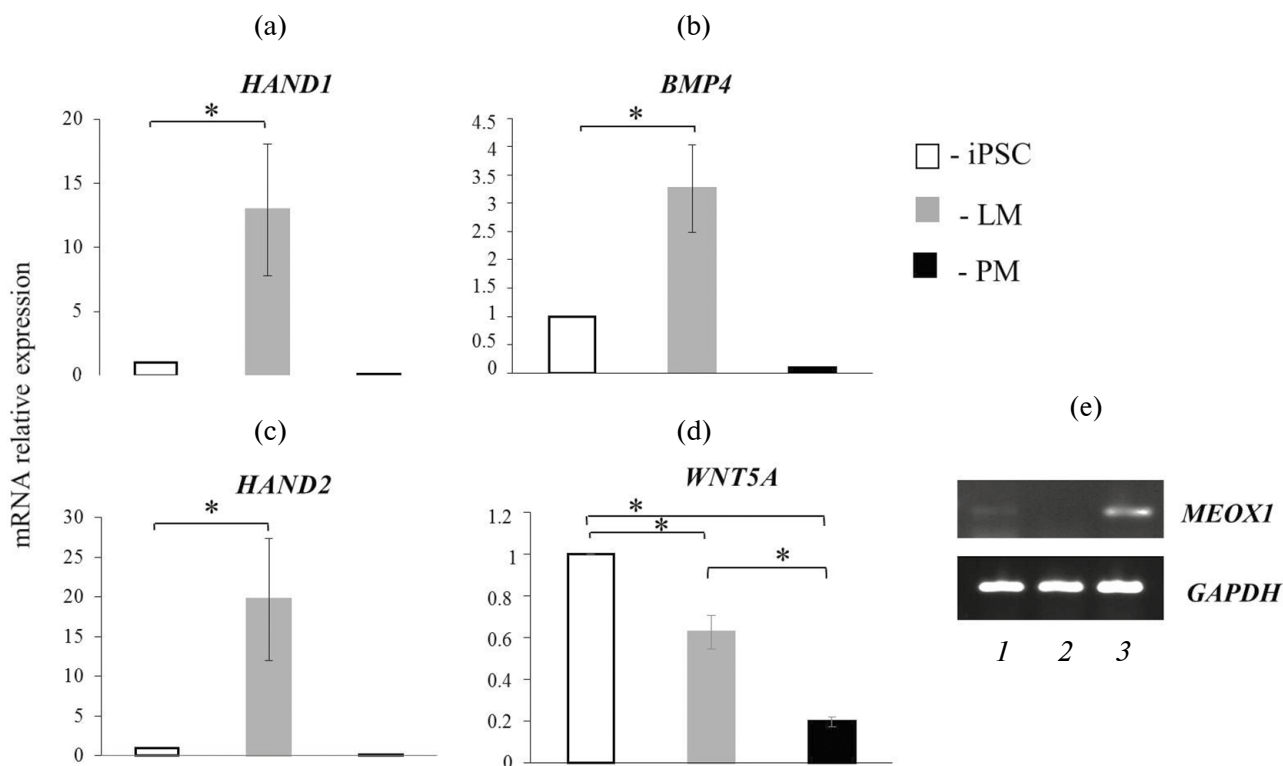 (a)
HAND1
*
20
15
10
5
0
(b)
BMP4
*
4.5
4
3.5
3
2.5
2
1.5
1
0.5
0
- iPSC
- LM
- PM
mRNA relative expression
(c)
HAND2
*
30
25
20
15
10
5
0
(d)
WNT5A
*
*
*
1.2
1
0.8
0.6
0.4
0.2
0
(e)
MEOX1
GAPDH
1 2 3